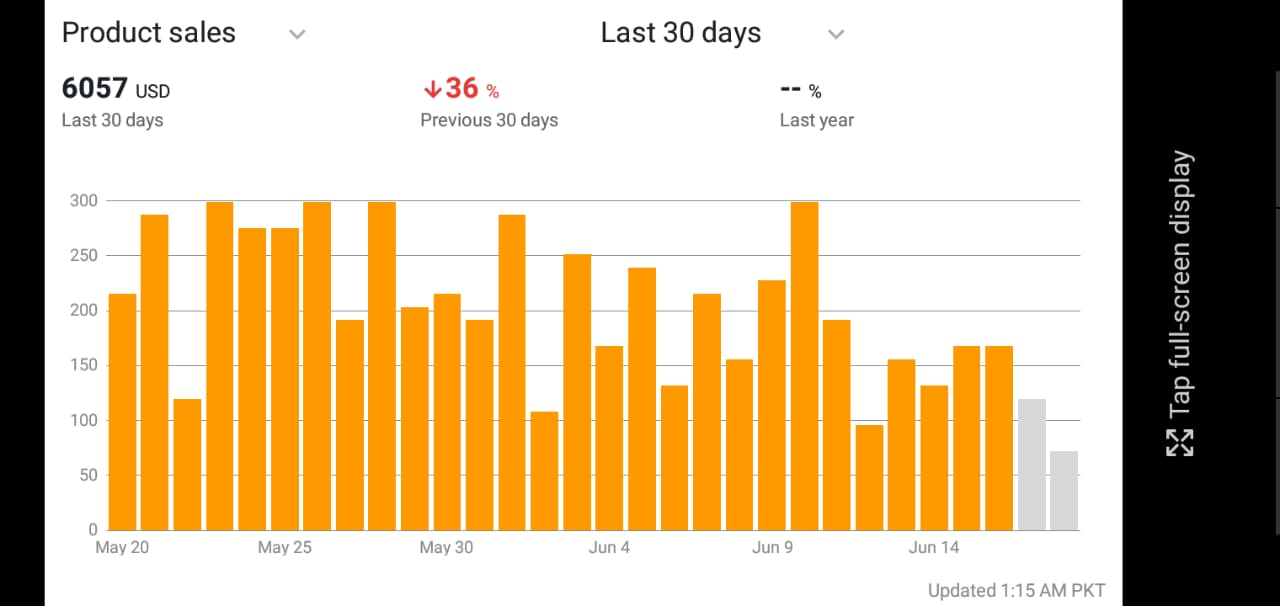 Product sales
Last 30 days
6057 USD
Last 30 days
36 %
Previous 30 days
-- %
Last year
300
250
200
150
100
50
0
May 20
May 25
May 30
Jun 4
Jun 9
Jun 14
Updated 1:15 AM PKT
Tap full-screen display